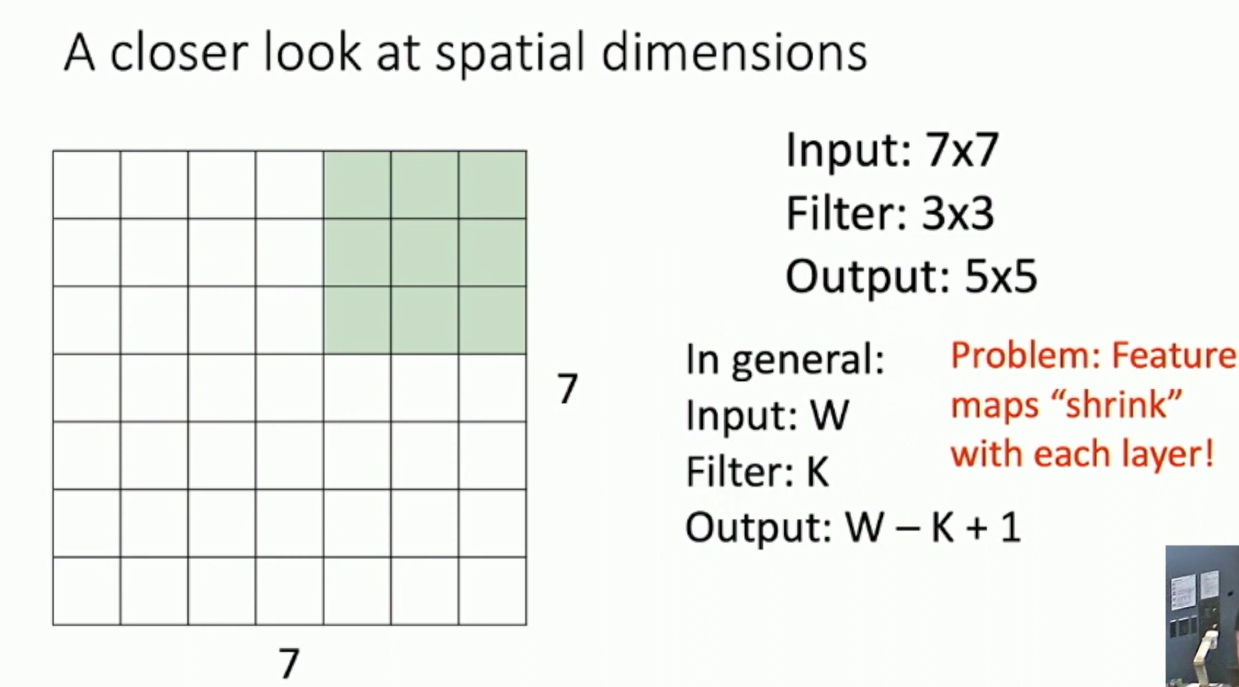 A closer look at spatial dimensions
Input: 7x7
Filter: 3x3
Output: 5x5
7
7
In general:
Input: W
Filter: K
Output: W – K + 1
Problem: Feature
maps “shrink”
with each layer!